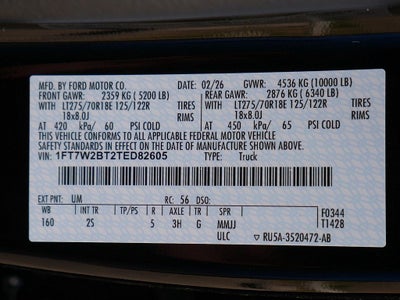 MFD. BY FORD MOTOR CO. 02/26 GVWR: 4536 KG (10000 LB)
FRONT GAWR: 2359 KG ( 5200 LB) REAR GAWR: 2876 KG ( 6340 LB)
WITH LT275/70R18E 125/122R TIRES WITH LT275/70R18E 125/122R TIRES
18x8.0J RIMS 18x8.0J RIMS
AT 420 kPa/ 60 PSI COLD AT 450 kPa/ 65 PSI COLD
THIS VEHICLE CONFORMS TO ALL APPLICABLE FEDERAL MOTOR VEHICLE
SAFETY STANDARDS IN EFFECT ON THE DATE OF MANUFACTURE SHOWN ABOVE.
VIN: 1FT7W2BT2TED82605 TYPE: Truck
EXT PNT: UM RC: 56 DSO:
WB INT TR TP/PS R AXLE TR SPR F0344
160 2S 5 3H G MMJJ T1428
ULC RU5A-3520472-AB